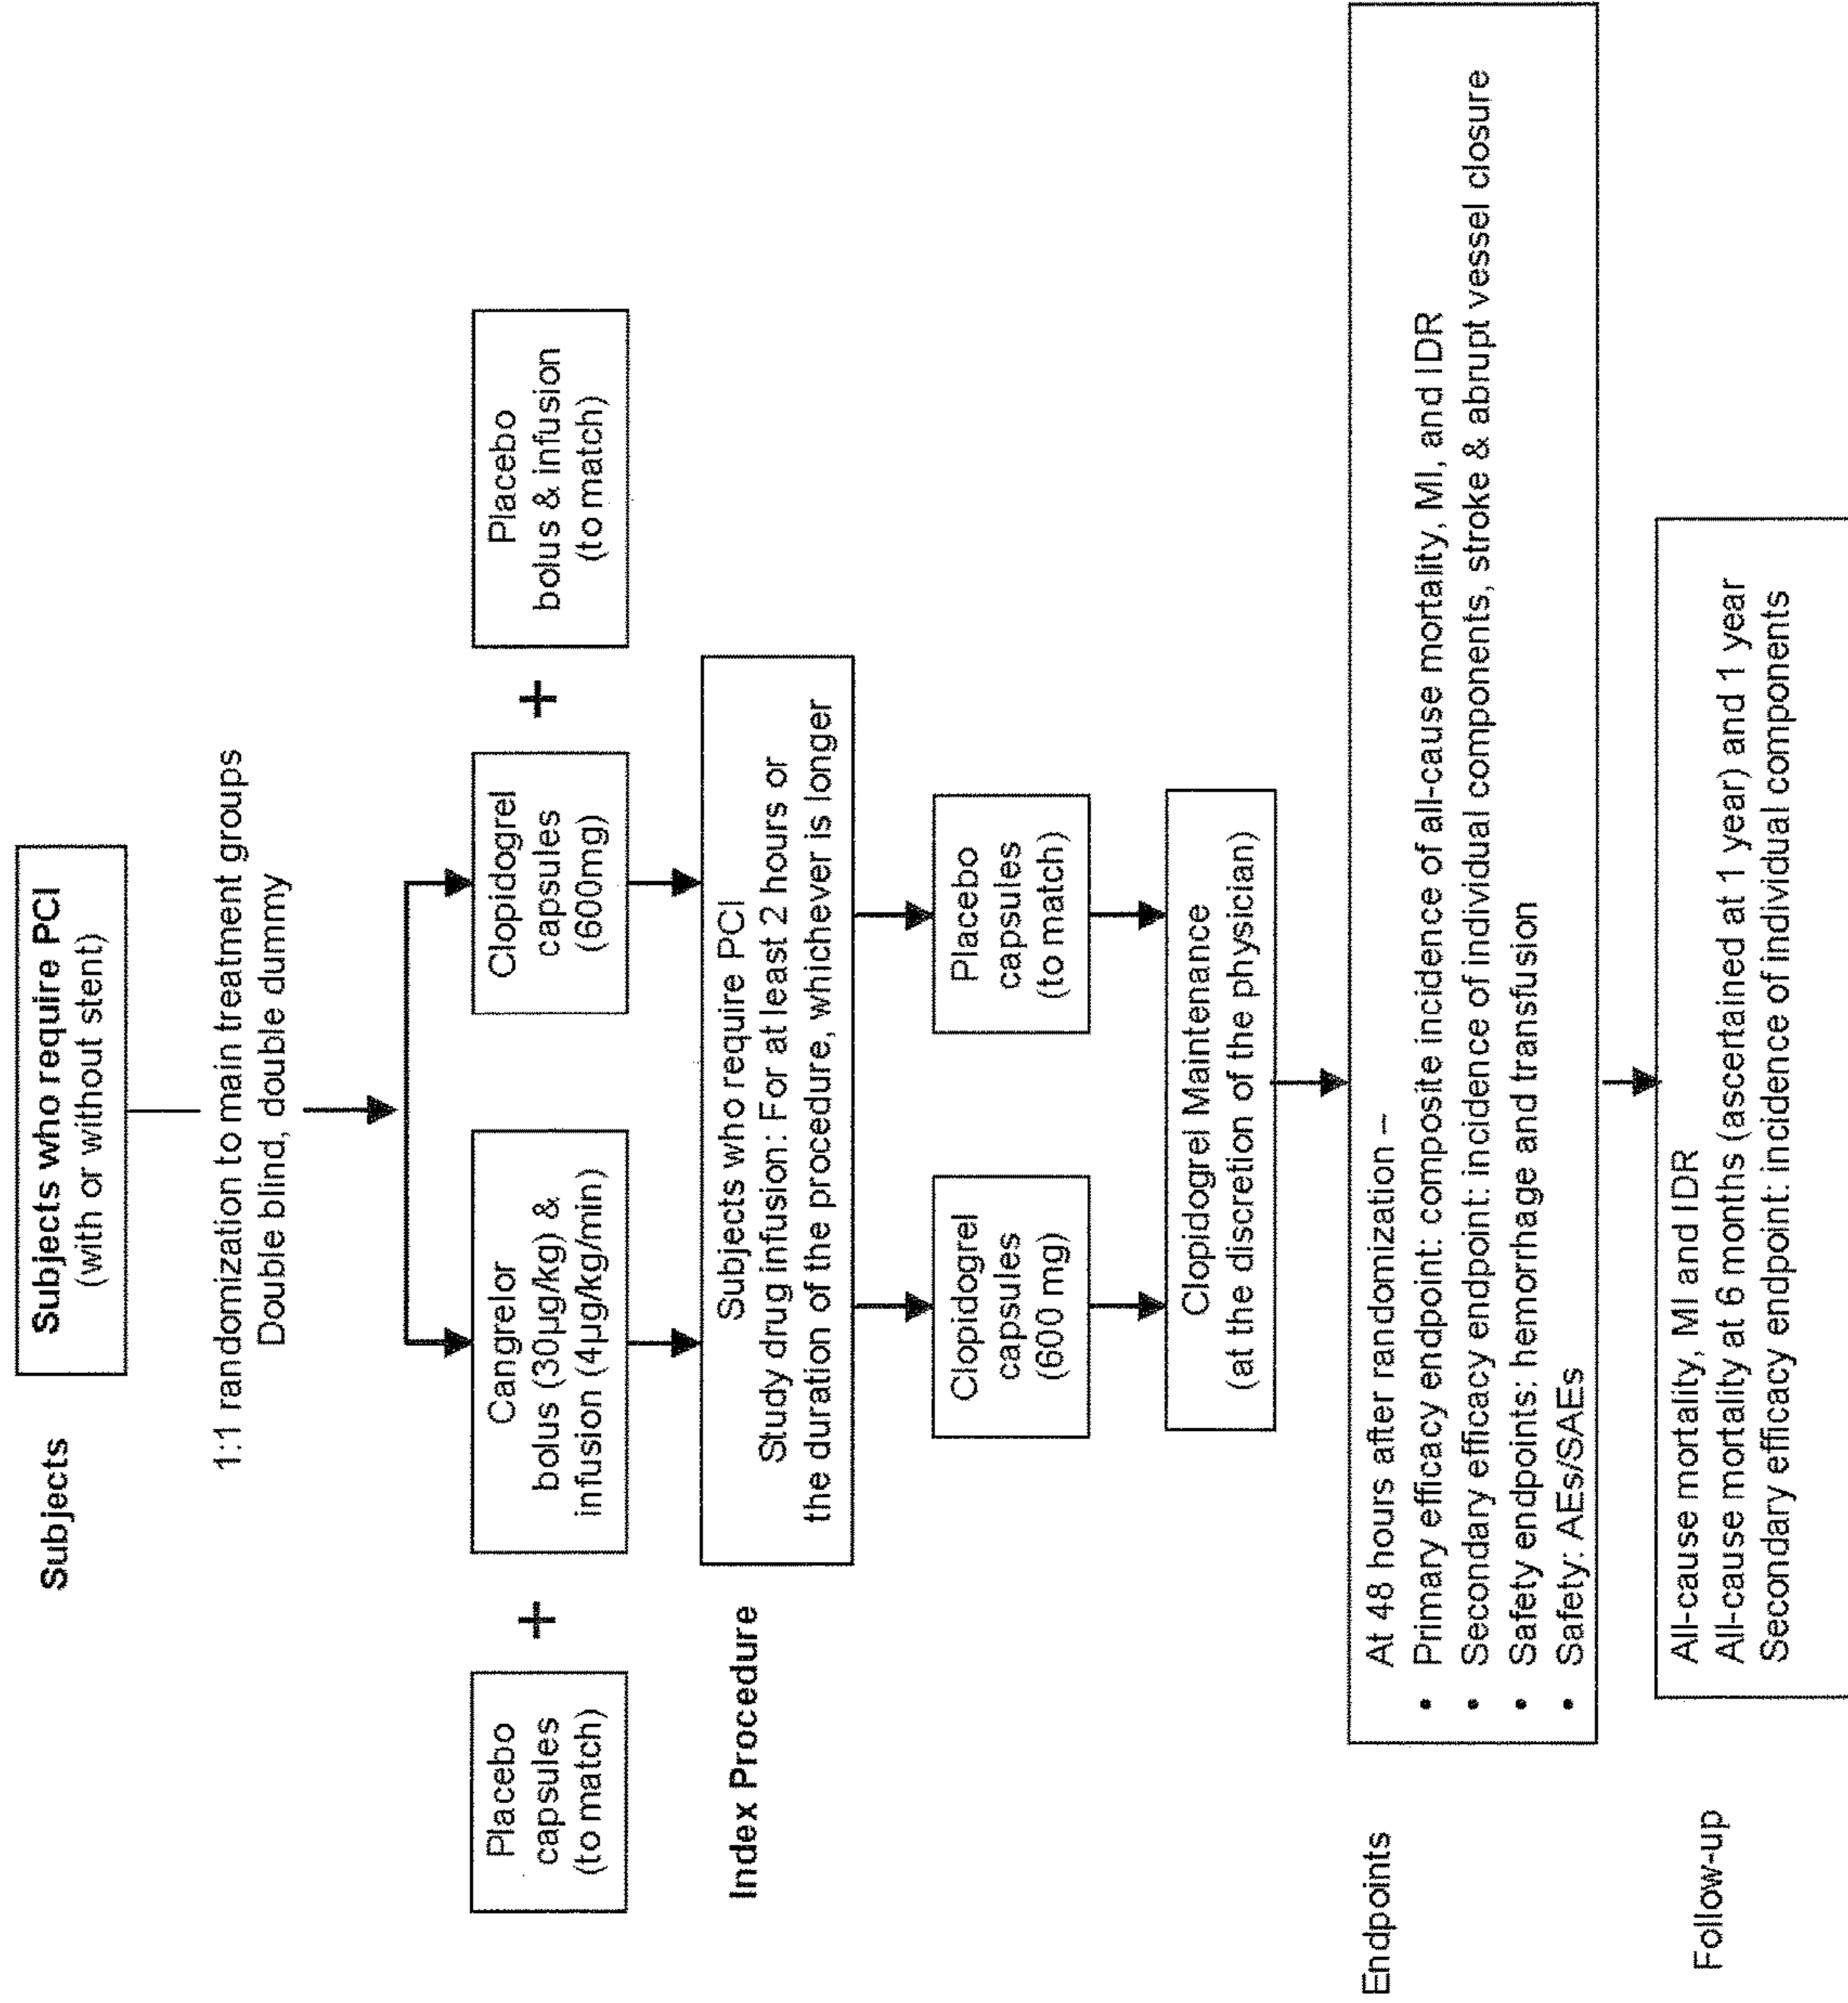 Subjects
Subjects who require PCI
(with or without stent)
1:1 randomization to main treatment groups
Double blind, double dummy
Placebo
capsules
(to match)
+
Cangrelor
bolus (30µg/kg) &
infusion (4µg/kg/min)
Clopidogrel
capsules
(600mg)
+
Placebo
bolus & infusion
(to match)
Index Procedure
Subjects who require PCI
Study drug infusion: For at least 2 hours or
the duration of the procedure, whichever is longer
Clopidogrel
capsules
(600 mg)
Placebo
capsules
(to match)
Clopidogrel Maintenance
(at the discretion of the physician)
Endpoints
At 48 hours after randomization –
• Primary efficacy endpoint: composite incidence of all-cause mortality, MI, and IDR
• Secondary efficacy endpoint: incidence of individual components, stroke & abrupt vessel closure
• Safety endpoints: hemorrhage and transfusion
• Safety: AEs/SAEs
Follow-up
All-cause mortality, MI and IDR
All-cause mortality at 6 months (ascertained at 1 year) and 1 year
Secondary efficacy endpoint: incidence of individual components